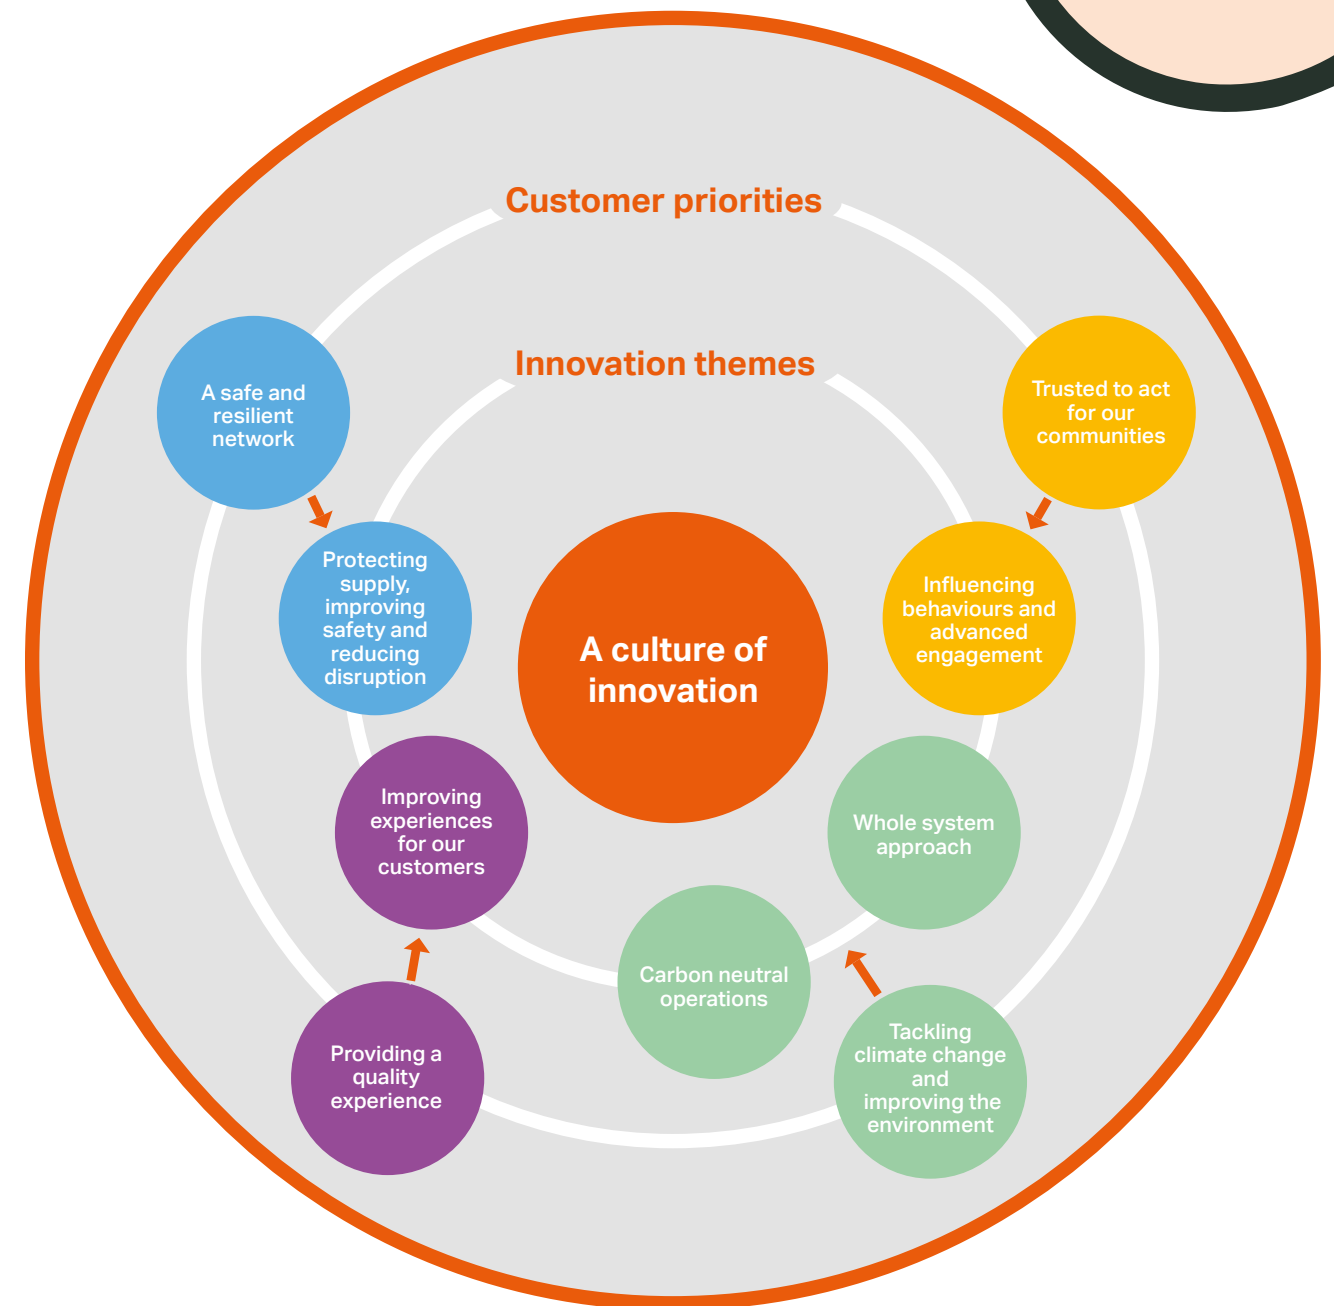 Customer priorities
Innovation themes
A safe and
resilient
network
Trusted to act
for our
communities
Protecting
supply,
improving
safety and
reducing
disruption
Influencing
behaviours and
advanced
engagement
A culture of
innovation
Improving
experiences
for our
customers
Whole system
approach
Carbon neutral
operations
Providing a
quality
experience
Tackling
climate change
and
improving the
environment